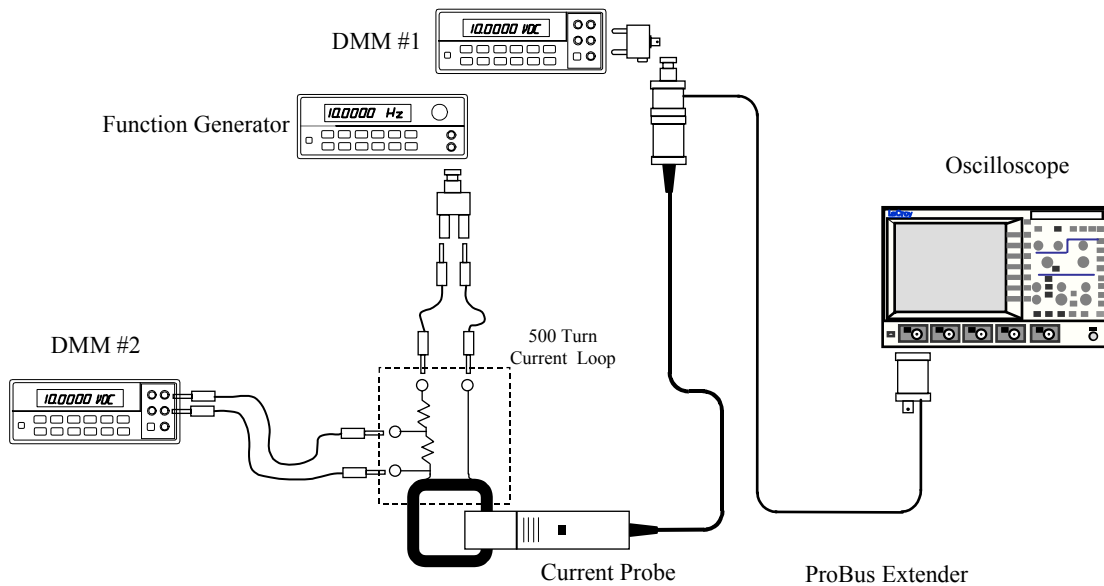 DMM #1
10.0000 VDC
Function Generator
10.0000 Hz
Oscilloscope
LeCroy
500 Turn
Current Loop
DMM #2
10.0000 VDC
Current Probe
ProBus Extender